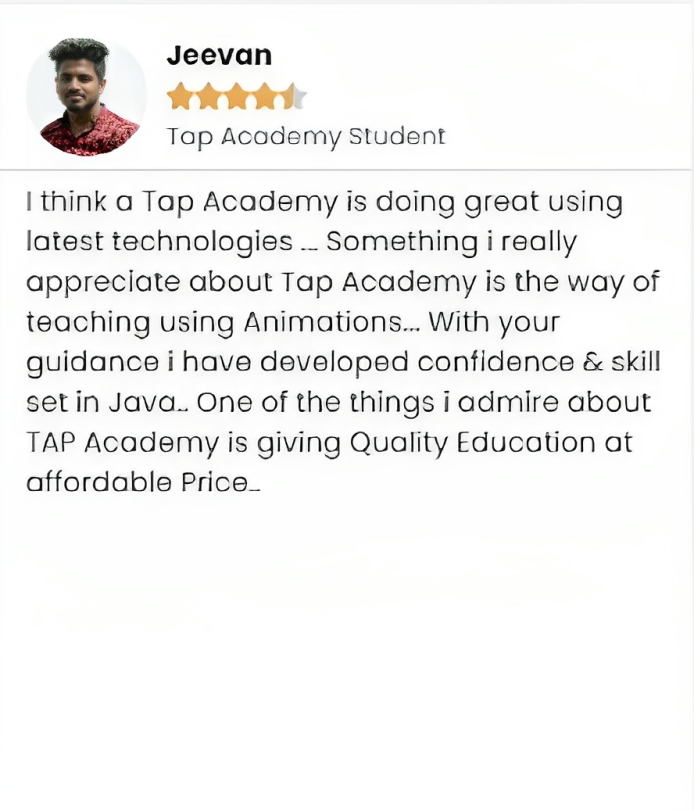 Jeevan
Tap Academy Student
I think a Tap Academy is doing great using
latest technologies ... Something i really
appreciate about Tap Academy is the way of
teaching using Animations... With your
guidance i have developed confidence & skill
set in Java.. One of the things i admire about
TAP Academy is giving Quality Education at
affordable Price..